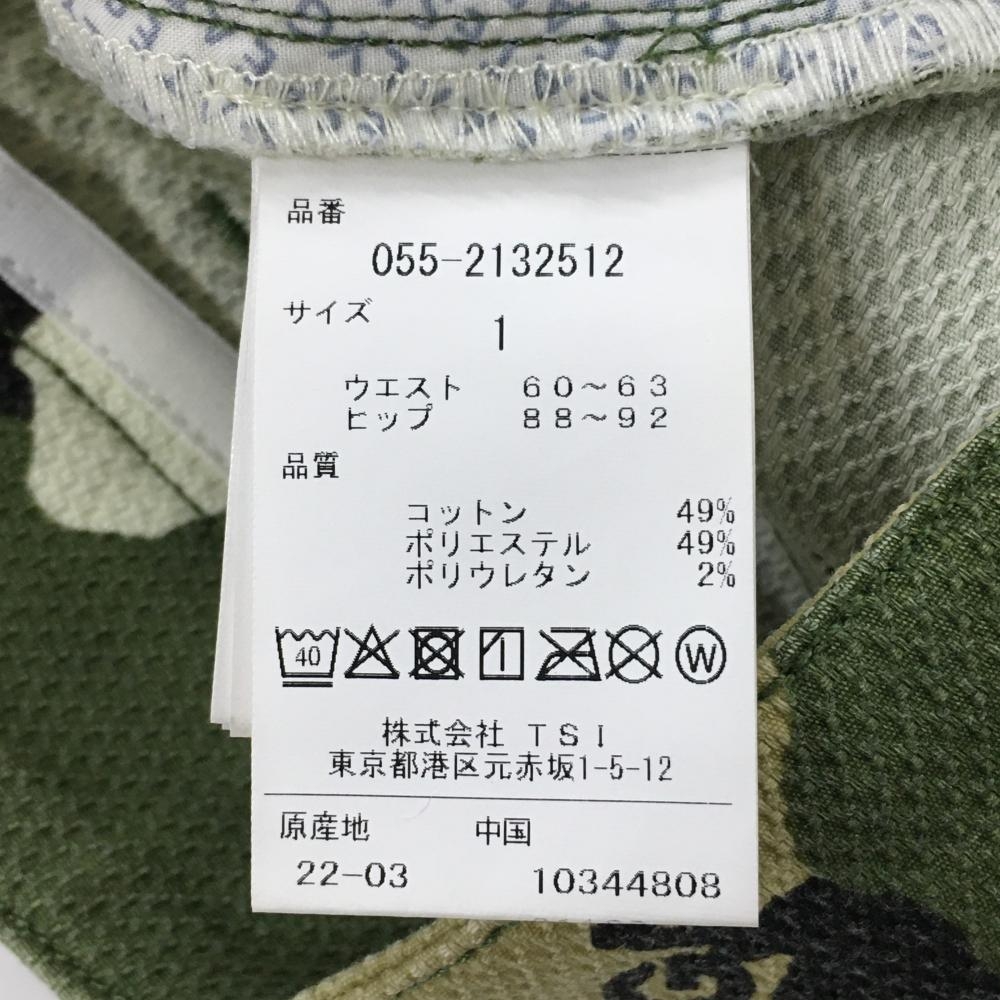 品番
055-2132512
サイズ
1
ウエスト 60～63
ヒップ 88～92
品質
コットン 49%
ポリエステル 49%
ポリウレタン 2%
40
W
株式会社 TSI
東京都港区元赤坂1-5-12
原産地 中国
22-03 10344808